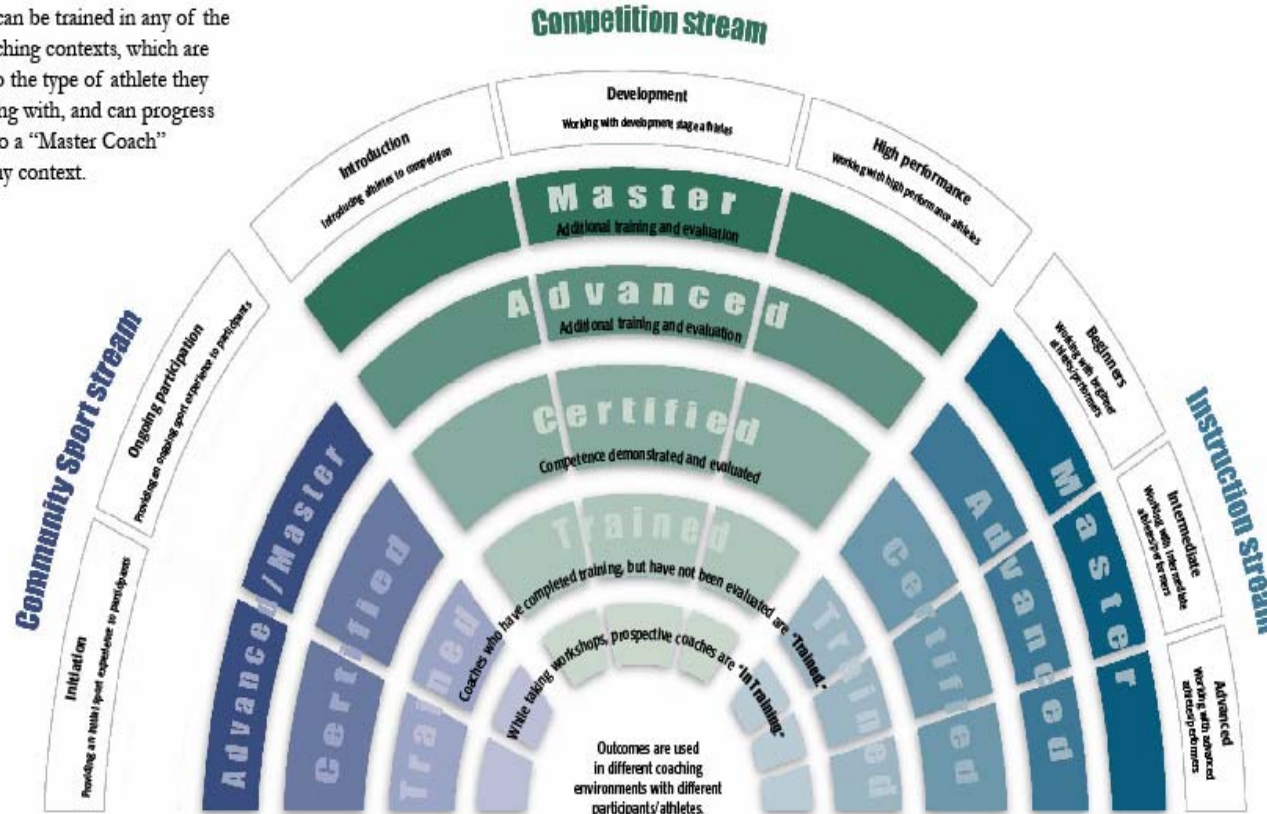 can be trained in any of the
ching contexts, which are
o the type of athlete they
ng with, and can progress
o a “Master Coach”
ny context.
Competition stream
Introduction
Introducing athletes to competition
Development
Working with development stage athletes
High performance
Working with high performance athletes
Master
Additional training and evaluation
Advanced
Additional training and evaluation
Certified
Competence demonstrated and evaluated
Trained
Coaches who have completed training, but have not been evaluated are “Trained.”
While taking workshops, prospective coaches are “In Training.”
Outcomes are used
in different coaching
environments with different
participants/athletes.
Community Sport stream
Initiation
Providing an initial sport experience to participants
Ongoing participation
Providing an ongoing sport experience to participants
Advanced/Master
Certified
Trained
Instruction stream
Beginners
Working with beginner
athletes/performers
Intermediate
Working with intermediate
athletes/performers
Advanced
Working with advanced
athletes/performers
Master
Advanced
Certified
Trained